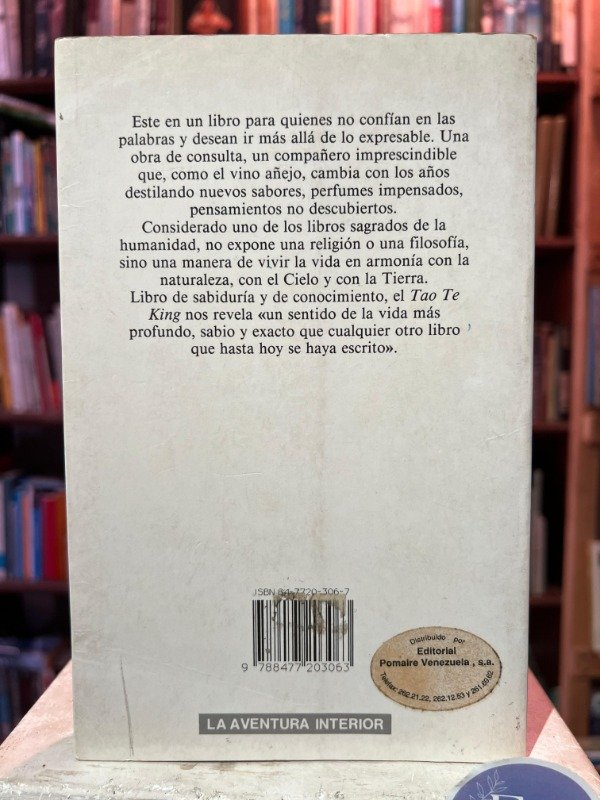 Este en un libro para quienes no confían en las
palabras y desean ir más allá de lo expresable. Una
obra de consulta, un compañero imprescindible
que, como el vino añejo, cambia con los años
destilando nuevos sabores, perfumes impensados,
pensamientos no descubiertos.
Considerado uno de los libros sagrados de la
humanidad, no expone una religión o una filosofía,
sino una manera de vivir la vida en armonía con la
naturaleza, con el Cielo y con la Tierra.
Libro de sabiduría y de conocimiento, el Tao Te
King nos revela «un sentido de la vida más
profundo, sabio y exacto que cualquier otro libro
que hasta hoy se haya escrito».
ISBN 84-7720-306-7
9 788477 203063
Distribuido por
Editorial
Pomaire Venezuela, s.a.
262.21.22, 262.12.53 y
LA AVENTURA INTERIOR